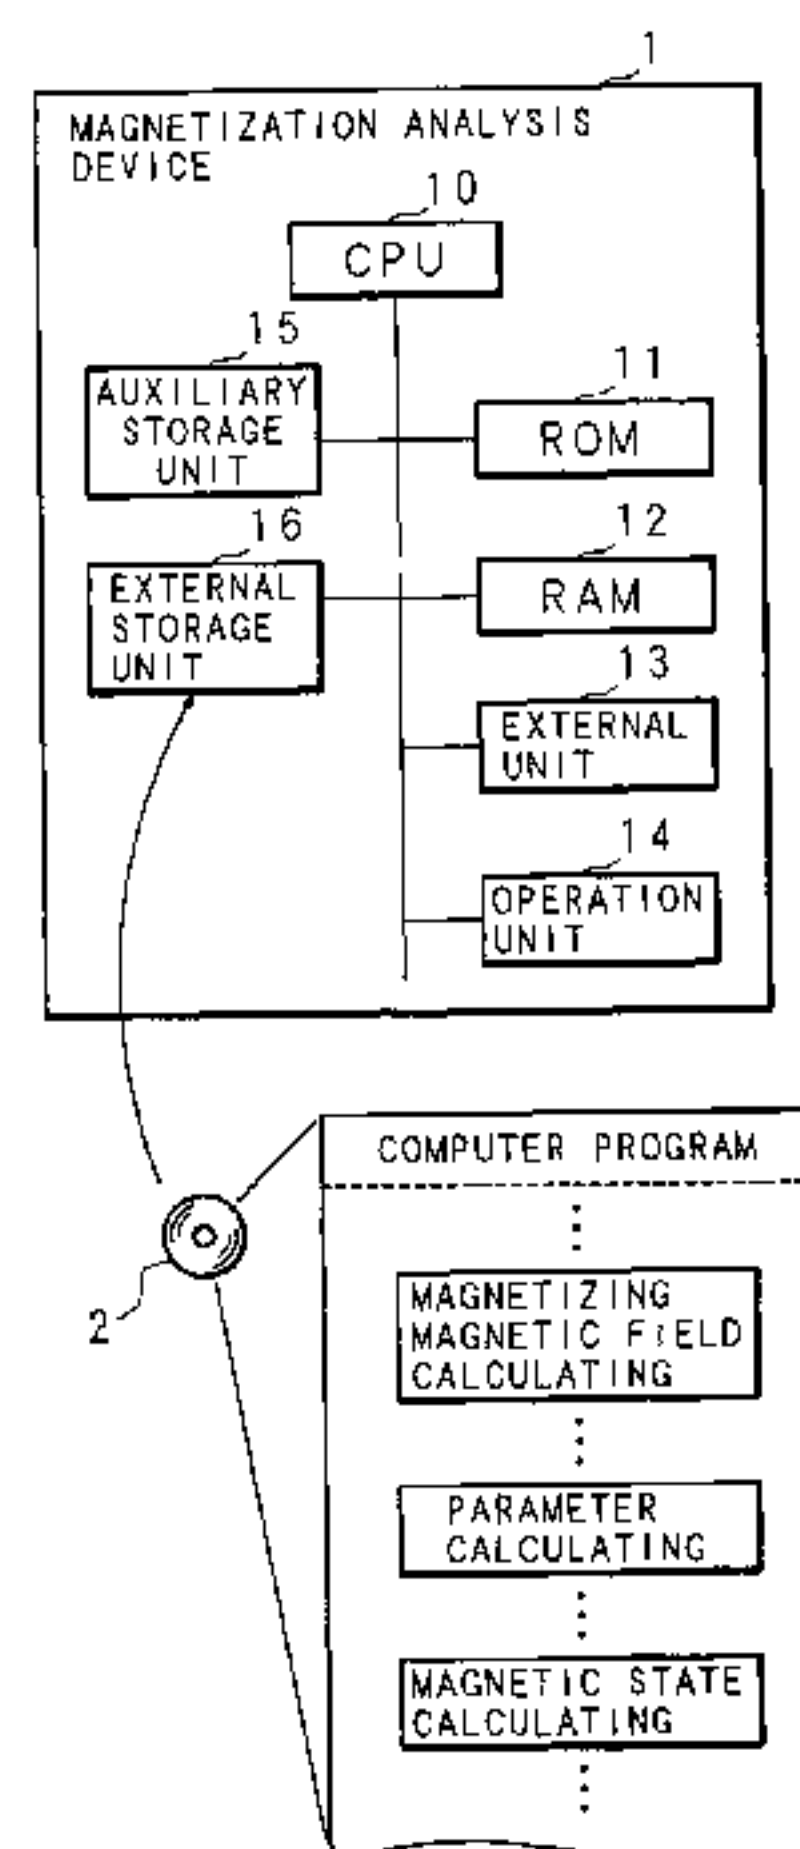 1
MAGNETIZATION ANALYSIS
DEVICE
10
CPU
15
AUXILIARY
STORAGE
UNIT
11
ROM
16
EXTERNAL
STORAGE
UNIT
12
RAM
13
EXTERNAL
UNIT
14
OPERATION
UNIT
COMPUTER PROGRAM
2
MAGNETIZING
MAGNETIC FIELD
CALCULATING
PARAMETER
CALCULATING
MAGNETIC STATE
CALCULATING